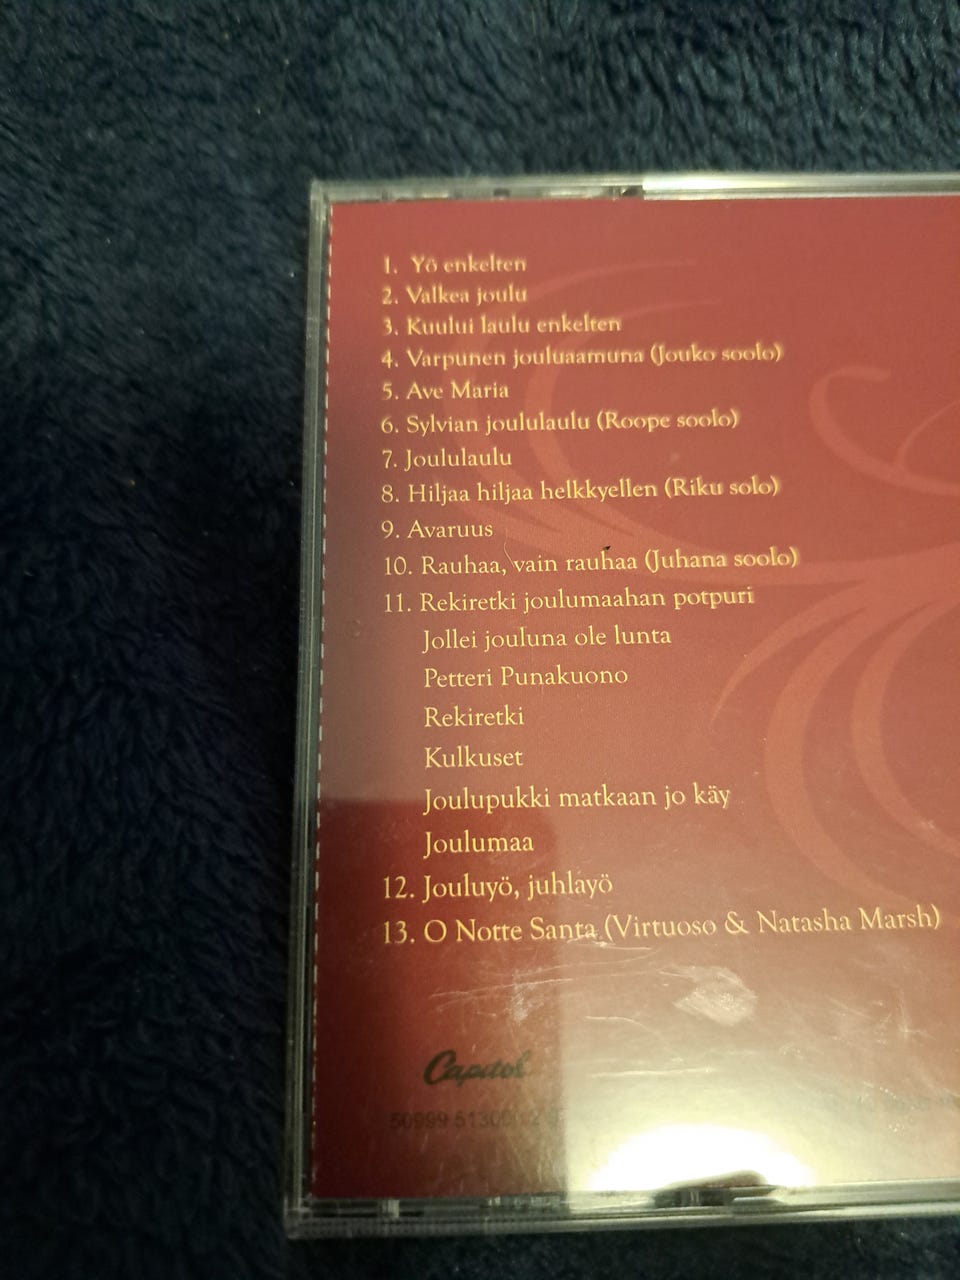 1. Yö enkelten
2. Valkea joulu
3. Kuului laulu enkelten
4. Varpunen jouluaamuna (Jouko soolo)
5. Ave Maria
6. Sylvian joululaulu (Roope soolo)
7. Joululaulu
8. Hiljaa hiljaa helkkyellen (Riku solo)
9. Avaruus
10. Rauhaa, vain rauhaa (Juhana soolo)
11. Rekiretki joulumaahan potpuri
Jollei jouluna ole lunta
Petteri Punakuono
Rekiretki
Kulkuset
Joulupukki matkaan jo käy
Joulumaa
12. Jouluyö, juhlayö
13. O Notte Santa (Virtuoso & Natasha Marsh)
Capitol
50999